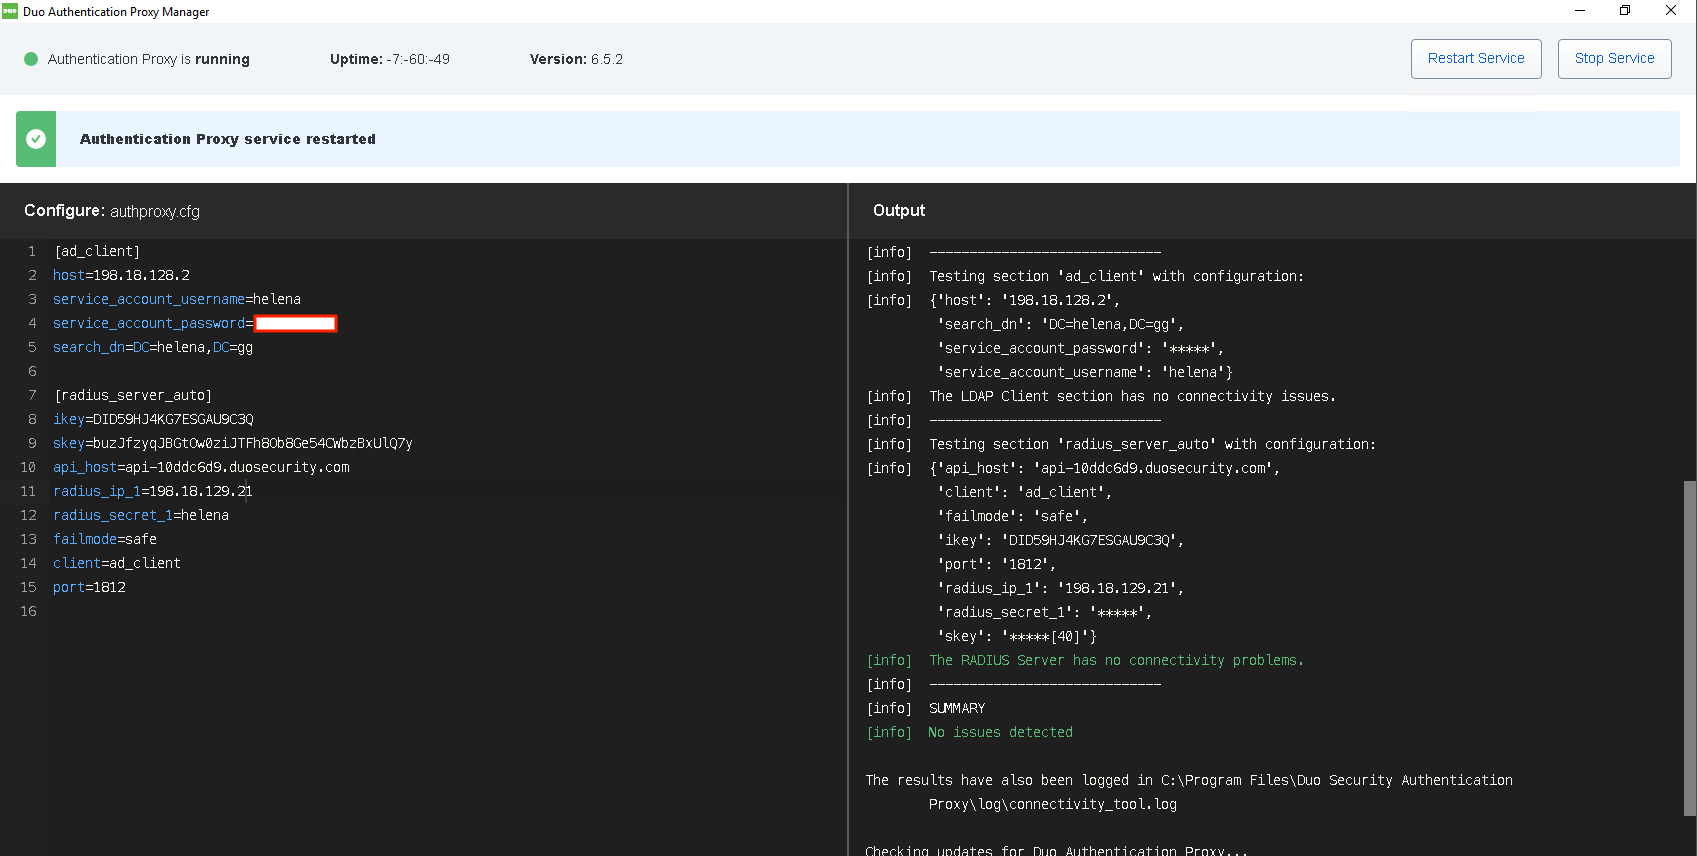 Duo Authentication Proxy Manager
Authentication Proxy is running
Uptime: -7:-60:-49
Version: 6.5.2
Restart Service
Stop Service
Authentication Proxy service restarted
Configure: authproxy.cfg
1 [ad_client]
2 host=198.18.128.2
3 service_account_username=helena
4 service_account_password=
5 search_dn=DC=helena,DC=gg
6
7 [radius_server_auto]
8 ikey=DID59HJ4KG7ESGAU9C3Q
9 skey=buzJfzyqJBGtOw0ziJTFh8Ob8Ge54CWbzBxUlQ7y
10 api_host=api-10ddc6d9.duosecurity.com
11 radius_ip_1=198.18.129.21
12 radius_secret_1=helena
13 failmode=safe
14 client=ad_client
15 port=1812
16
Output
[info] -----------------------------
[info] Testing section 'ad_client' with configuration:
[info] {'host': '198.18.128.2',
'search_dn': 'DC=helena,DC=gg',
'service_account_password': '*****',
'service_account_username': 'helena'}
[info] The LDAP Client section has no connectivity issues.
[info] -----------------------------
[info] Testing section 'radius_server_auto' with configuration:
[info] {'api_host': 'api-10ddc6d9.duosecurity.com',
'client': 'ad_client',
'failmode': 'safe',
'ikey': 'DID59HJ4KG7ESGAU9C3Q',
'port': '1812',
'radius_ip_1': '198.18.129.21',
'radius_secret_1': '*****',
'skey': '*****[40]'}
[info] The RADIUS Server has no connectivity problems.
[info] -----------------------------
[info] SUMMARY
[info] No issues detected
The results have also been logged in C:\Program Files\Duo Security Authentication
Proxy\log\connectivity_tool.log
Checking updates for Duo Authentication Proxy...